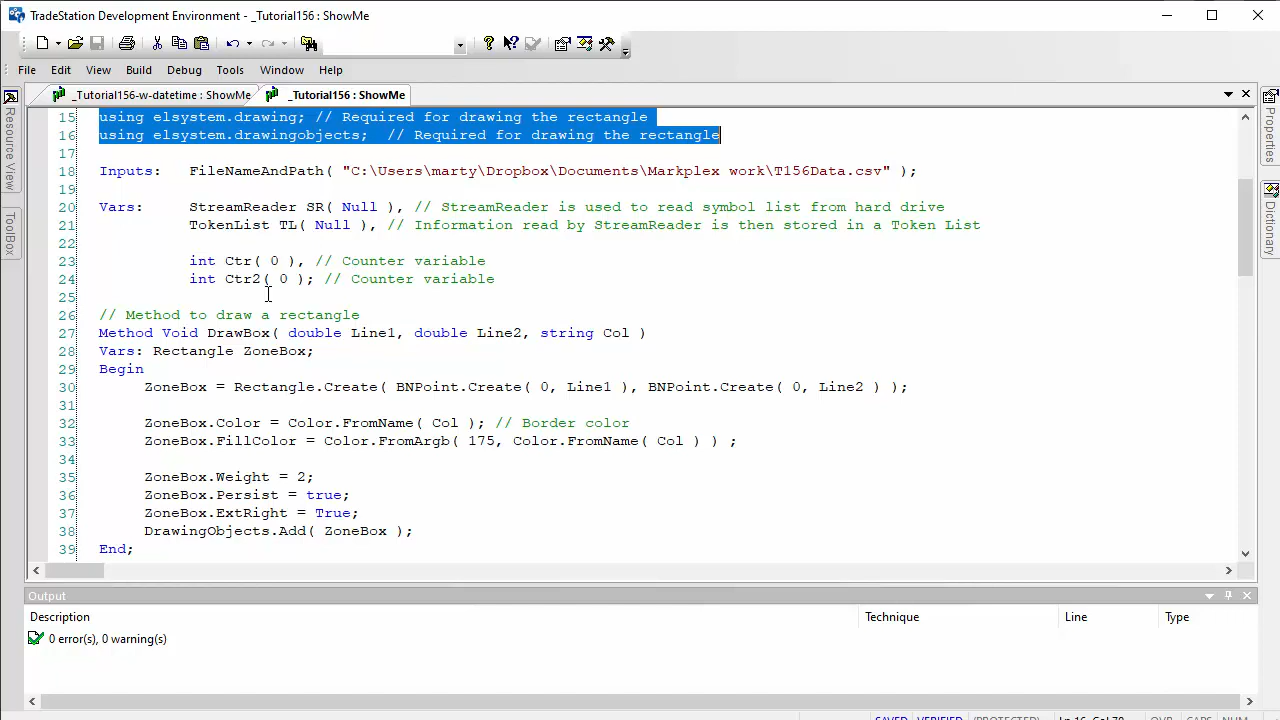 TradeStation Development Environment - _Tutorial156 : ShowMe
File Edit View Build Debug Tools Window Help
_Tutorial156-w-datetime : ShowMe _Tutorial156 : ShowMe
Resource View
ToolBox
Properties
Dictionary
15 using elsystem.drawing; // Required for drawing the rectangle
16 using elsystem.drawingobjects; // Required for drawing the rectangle
17
18 Inputs: FileNameAndPath( "C:\Users\marty\Dropbox\Documents\Markplex work\T156Data.csv" );
19
20 Vars: StreamReader SR( Null ), // StreamReader is used to read symbol list from hard drive
21 TokenList TL( Null ), // Information read by StreamReader is then stored in a Token List
22
23 int Ctr( 0 ), // Counter variable
24 int Ctr2( 0 ); // Counter variable
25
26 // Method to draw a rectangle
27 Method Void DrawBox( double Line1, double Line2, string Col )
28 Vars: Rectangle ZoneBox;
29 Begin
30 ZoneBox = Rectangle.Create( BNPoint.Create( 0, Line1 ), BNPoint.Create( 0, Line2 ) );
31
32 ZoneBox.Color = Color.FromName( Col ); // Border color
33 ZoneBox.FillColor = Color.FromArgb( 175, Color.FromName( Col ) ) ;
34
35 ZoneBox.Weight = 2;
36 ZoneBox.Persist = true;
37 ZoneBox.ExtRight = True;
38 DrawingObjects.Add( ZoneBox );
39 End;
Output
Description Technique Line Type
0 error(s), 0 warning(s)
SAVED VERIFIED (PROTECTED) Ln 16, Col 70 OVR CAPS NUM